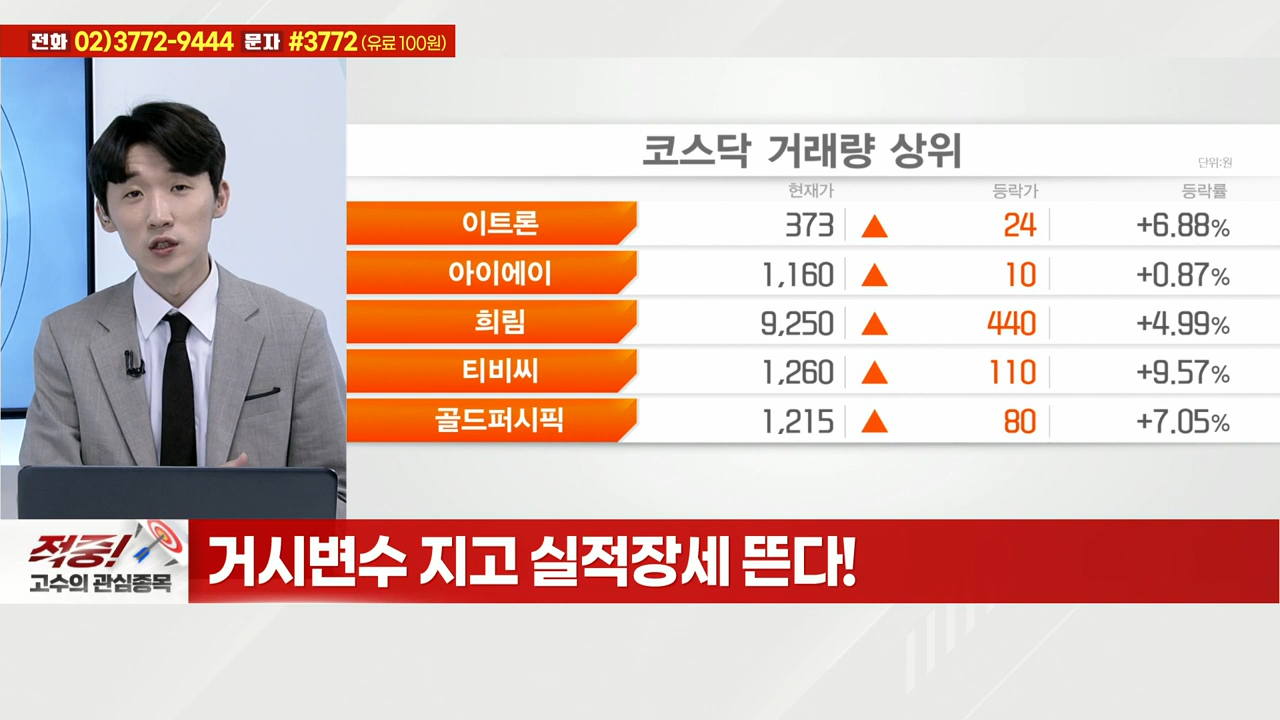 전화 02)3772-9444 문자 #3772 (유료 100원)
코스닥 거래량 상위
단위:원
현재가 등락가 등락률
이트론 373 ▲ 24 +6.88%
아이에이 1,160 ▲ 10 +0.87%
희림 9,250 ▲ 440 +4.99%
티비씨 1,260 ▲ 110 +9.57%
골드퍼시픽 1,215 ▲ 80 +7.05%
적중!
고수의 관심종목
거시변수 지고 실적장세 뜬다!